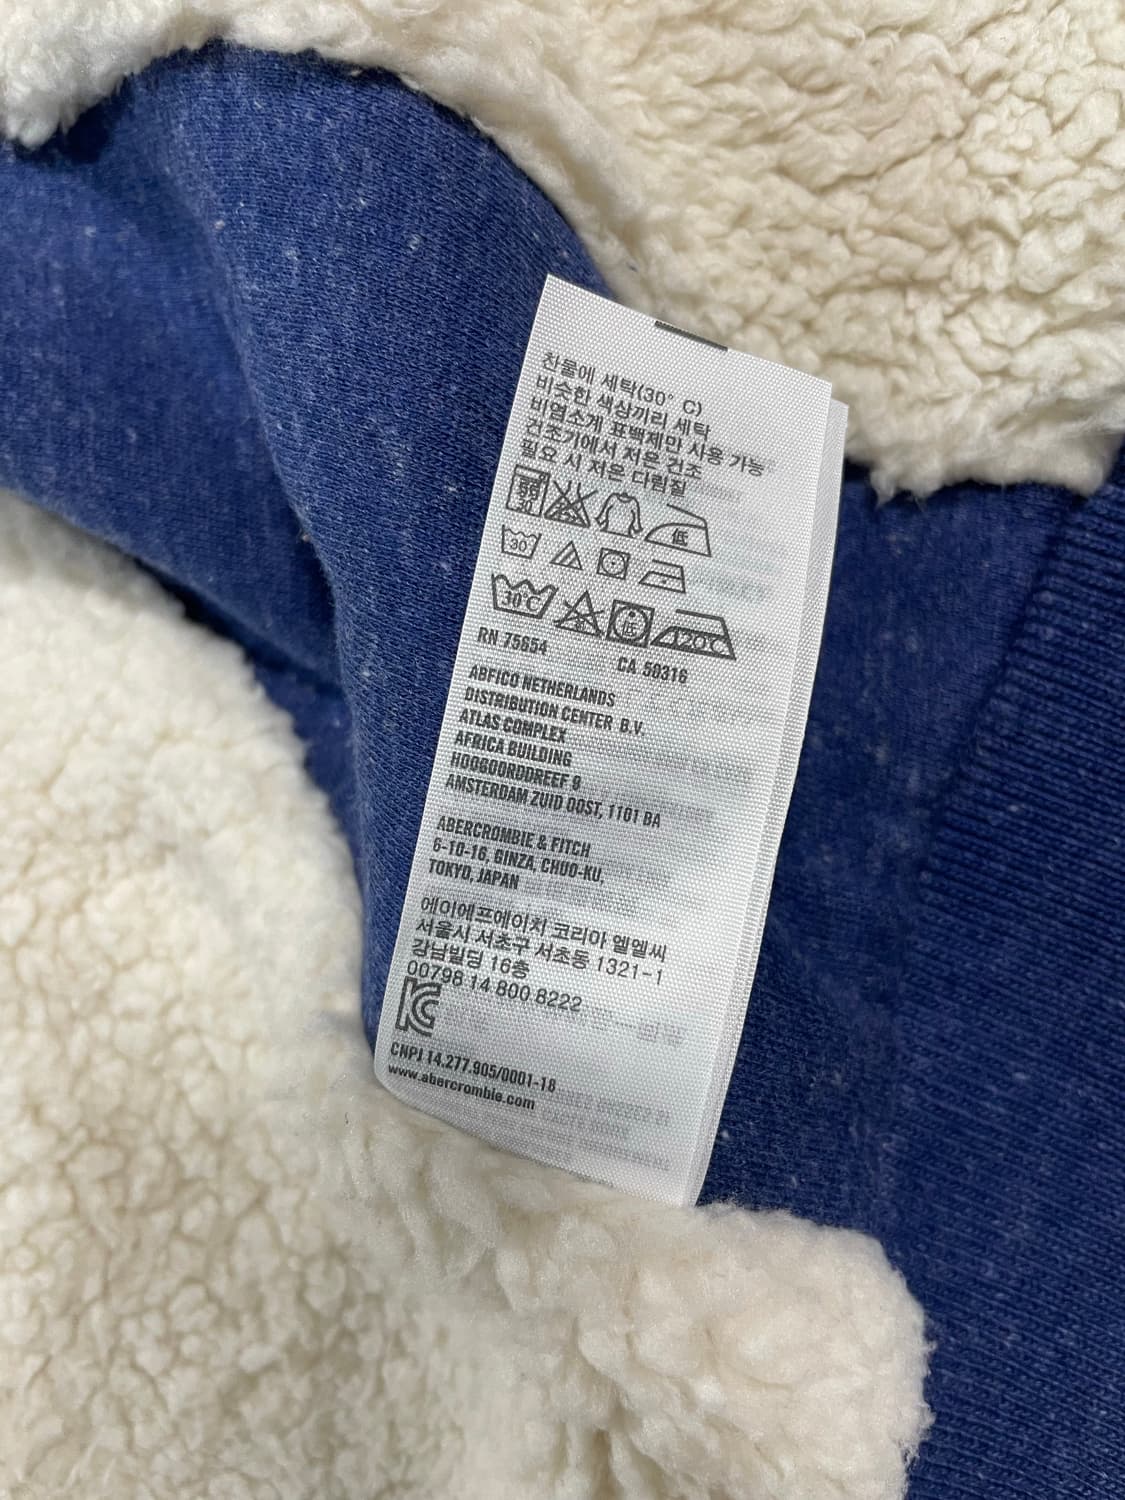 찬물에 세탁(30° C)
비슷한 색상끼리 세탁
비염소계 표백제만 사용 가능
건조기에서 저온 건조
필요 시 저온 다림질
低
30
30℃
120℃
RN 75654 CA 50316
ABFICO NETHERLANDS
DISTRIBUTION CENTER B.V.
ATLAS COMPLEX
AFRICA BUILDING
HOOGOORDDREEF 9
AMSTERDAM ZUID OOST, 1101 BA
ABERCROMBIE & FITCH
6-10-16, GINZA, CHUO-KU,
TOKYO, JAPAN
에이에프에이치 코리아 엘엘씨
서울시 서초구 서초동 1321-1
강남빌딩 16층
00798 14 800 8222
CNPJ 14.277.905/0001-18
www.abercrombie.com